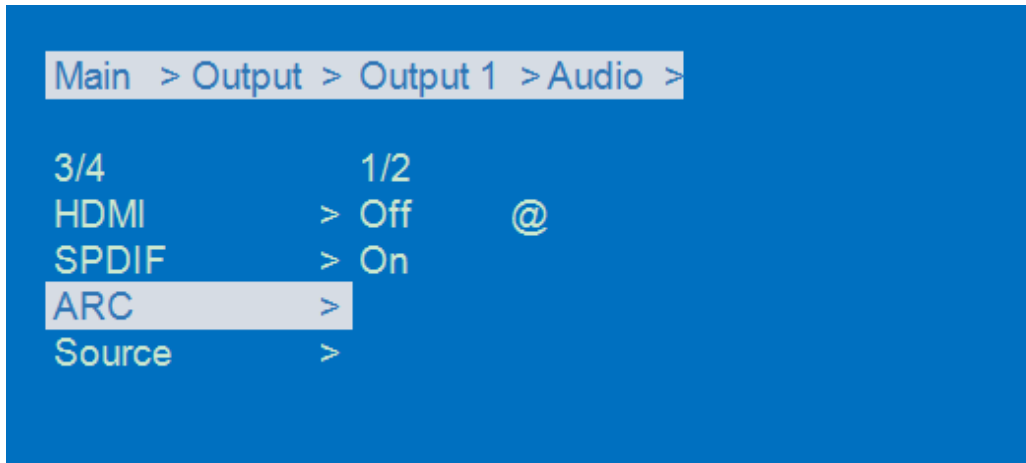 Main > Output > Output 1 > Audio >
3/4 1/2
HDMI > Off @
SPDIF > On
ARC >
Source >